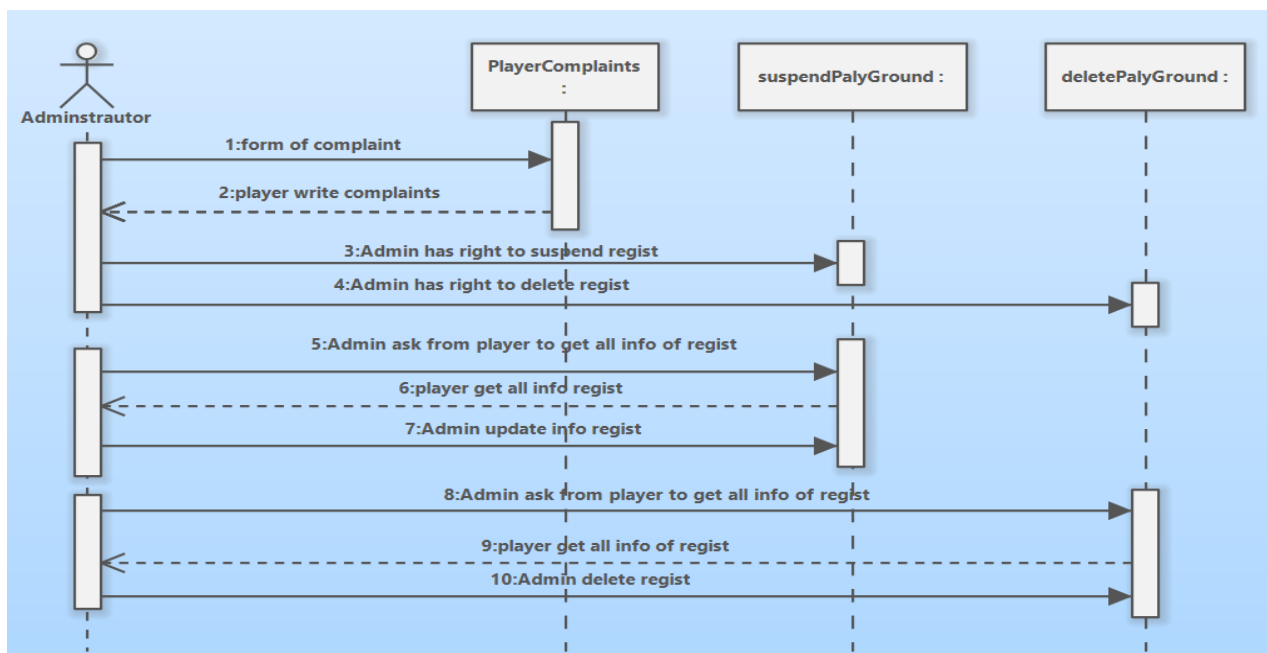 PlayerComplaints
:
suspendPalyGround :
deletePalyGround :
Adminstrautor
1:form of complaint
2:player write complaints
3:Admin has right to suspend regist
4:Admin has right to delete regist
5:Admin ask from player to get all info of regist
6:player get all info regist
7:Admin update info regist
8:Admin ask from player to get all info of regist
9:player get all info of regist
10:Admin delete regist